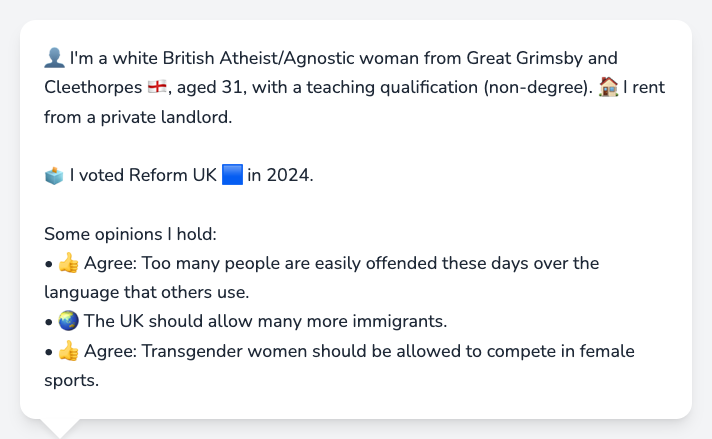 👤 I'm a white British Atheist/Agnostic woman from Great Grimsby and
Cleethorpes 🏴󠁧󠁢󠁥󠁮󠁧󠁿, aged 31, with a teaching qualification (non-degree). 🏠 I rent
from a private landlord.
🗳️ I voted Reform UK 🟦 in 2024.
Some opinions I hold:
• 👍 Agree: Too many people are easily offended these days over the
language that others use.
• 🌏 The UK should allow many more immigrants.
• 👍 Agree: Transgender women should be allowed to compete in female
sports.